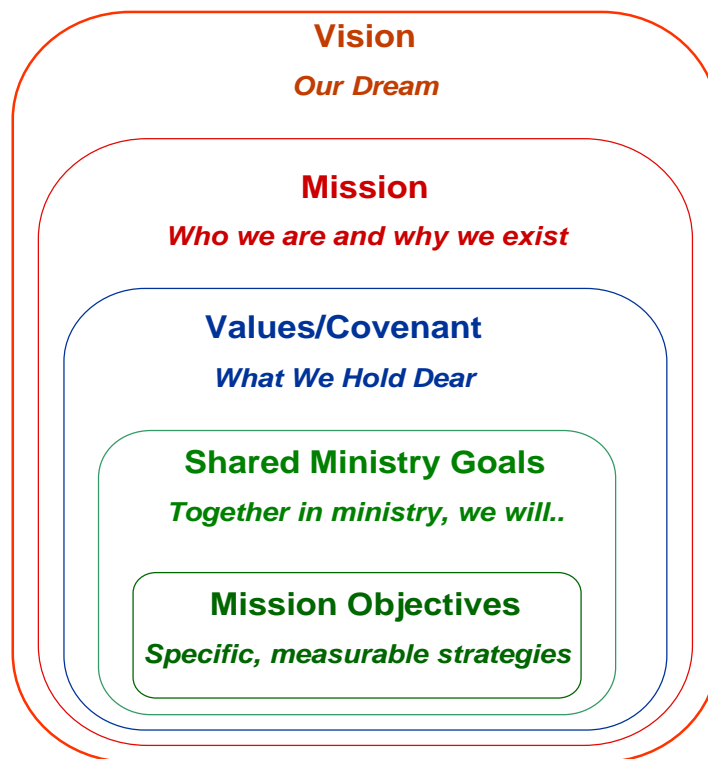 Vision
Our Dream
Mission
Who we are and why we exist
Values/Covenant
What We Hold Dear
Shared Ministry Goals
Together in ministry, we will..
Mission Objectives
Specific, measurable strategies